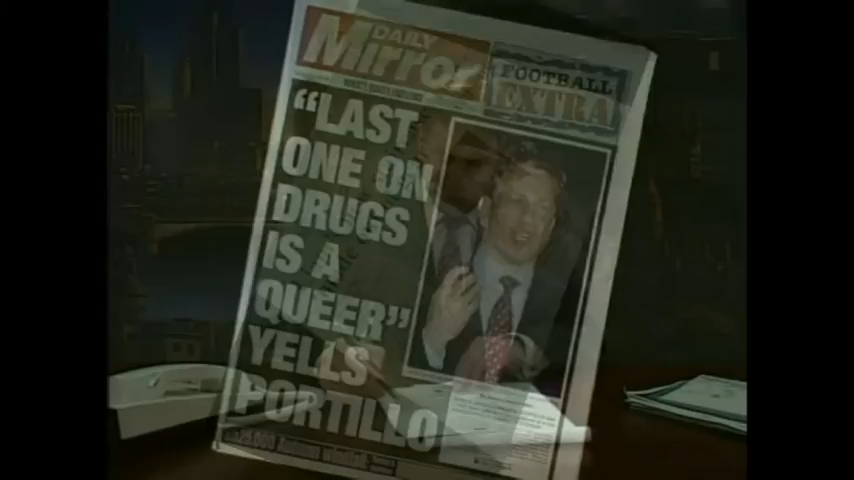 DAILY
Mirror
FOOTBALL
EXTRA
“LAST
ONE ON
DRUGS
IS A
QUEER”
YELLS
PORTILLO